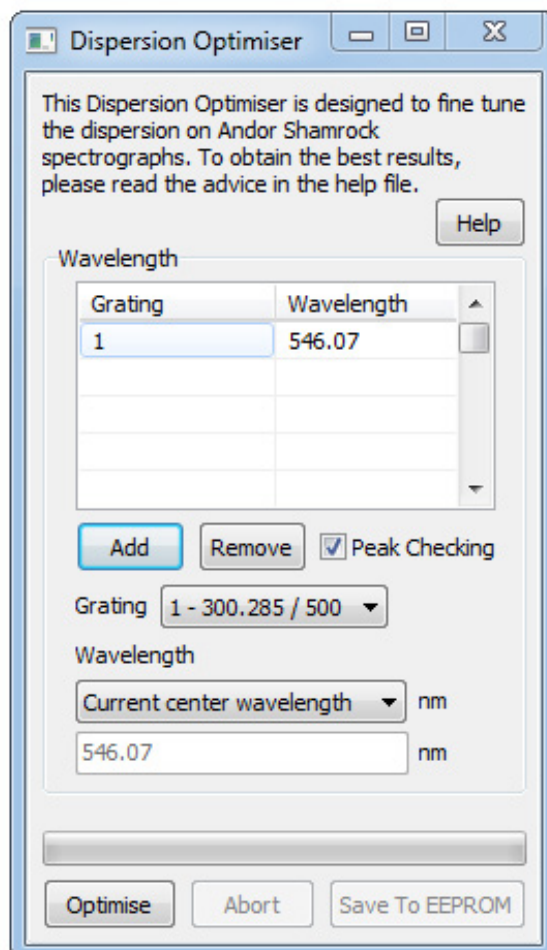 Dispersion Optimiser
This Dispersion Optimiser is designed to fine tune
the dispersion on Andor Shamrock
spectrographs. To obtain the best results,
please read the advice in the help file.
Help
Wavelength
Grating Wavelength
1 546.07
Add Remove Peak Checking
Grating 1 - 300.285 / 500
Wavelength
Current center wavelength nm
546.07 nm
Optimise Abort Save To EEPROM